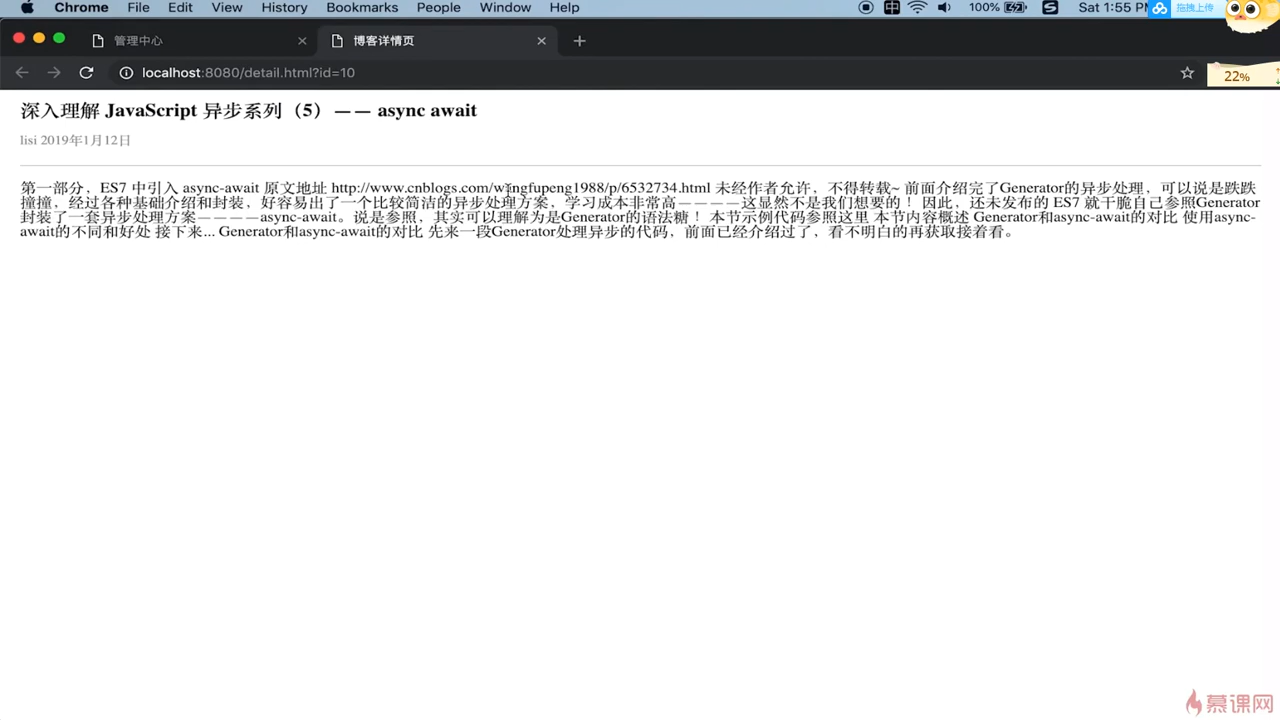 Chrome File Edit View History Bookmarks People Window Help 中 100% S Sat 1:55 PM 拖拽上传
管理中心 博客详情页
localhost:8080/detail.html?id=10 22%
深入理解 JavaScript 异步系列（5）—— async await
lisi 2019年1月12日
第一部分，ES7 中引入 async-await 原文地址 http://www.cnblogs.com/wangfupeng1988/p/6532734.html 未经作者允许，不得转载~ 前面介绍完了Generator的异步处理，可以说是跌跌
撞撞，经过各种基础介绍和封装，好容易出了一个比较简洁的异步处理方案，学习成本非常高————这显然不是我们想要的！ 因此，还未发布的 ES7 就干脆自己参照Generator
封装了一套异步处理方案————async-await。说是参照，其实可以理解为是Generator的语法糖！ 本节示例代码参照这里 本节内容概述 Generator和async-await的对比 使用async-
await的不同和好处 接下来... Generator和async-await的对比 先来一段Generator处理异步的代码，前面已经介绍过了，看不明白的再获取接着看。
慕课网